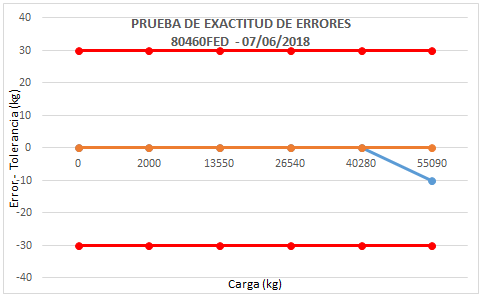 PRUEBA DE EXACTITUD DE ERRORES
80460FED - 07/06/2018
40
30
20
10
0
-10
-20
-30
-40
Error.- Tolerancia (kg)
0 2000 13550 26540 40280 55090
Carga (kg)